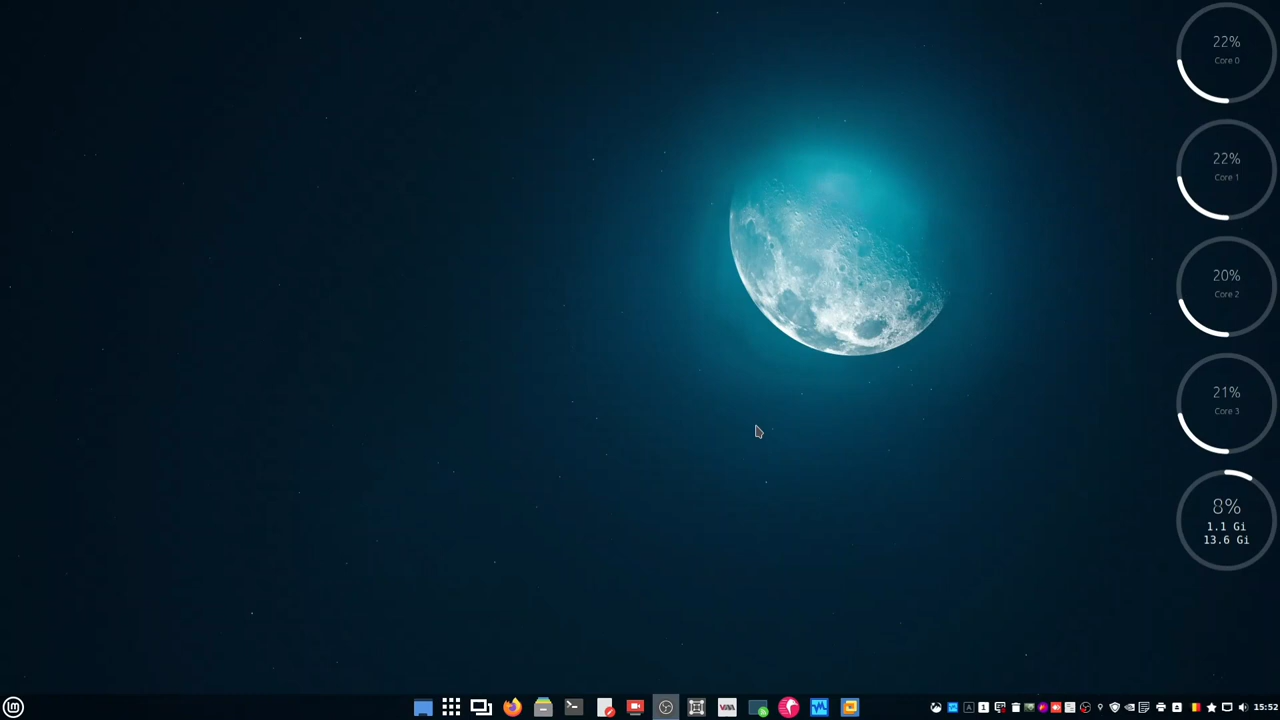 22%
Core 0
22%
Core 1
20%
Core 2
21%
Core 3
8%
1.1 Gi
13.6 Gi
15:52